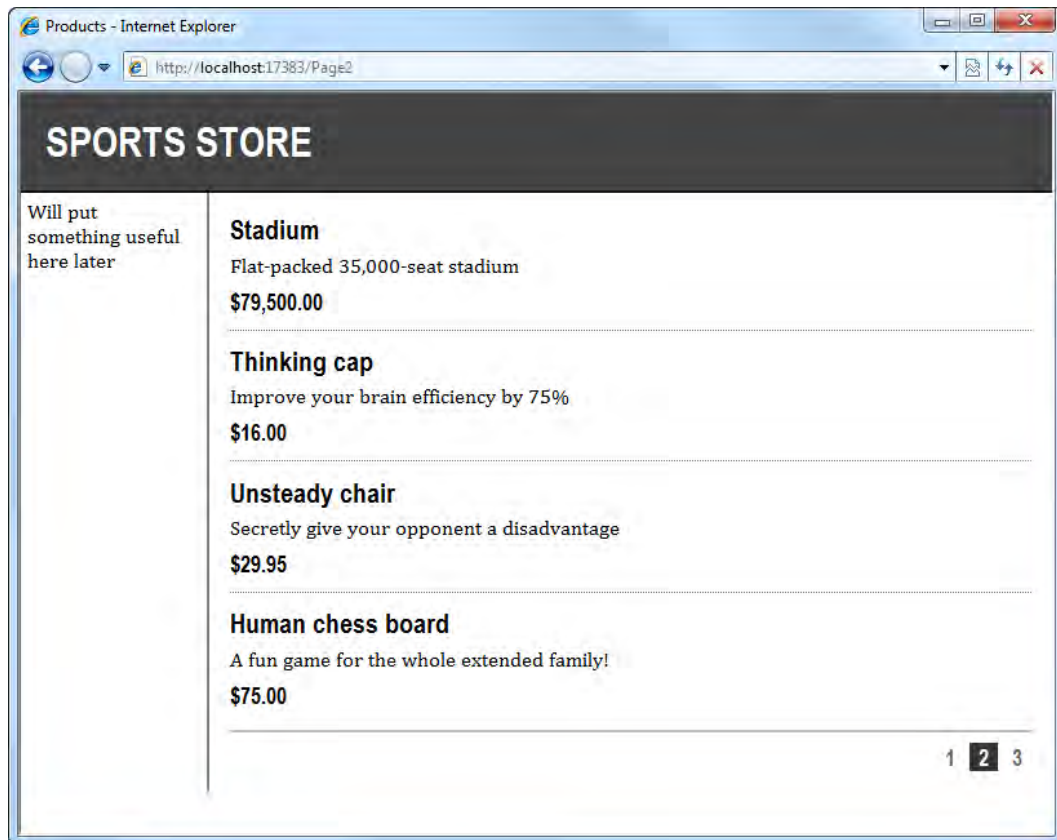 Products - Internet Explorer
http://localhost:17383/Page2
SPORTS STORE
Will put
something useful
here later
Stadium
Flat-packed 35,000-seat stadium
$79,500.00
Thinking cap
Improve your brain efficiency by 75%
$16.00
Unsteady chair
Secretly give your opponent a disadvantage
$29.95
Human chess board
A fun game for the whole extended family!
$75.00
1 2 3